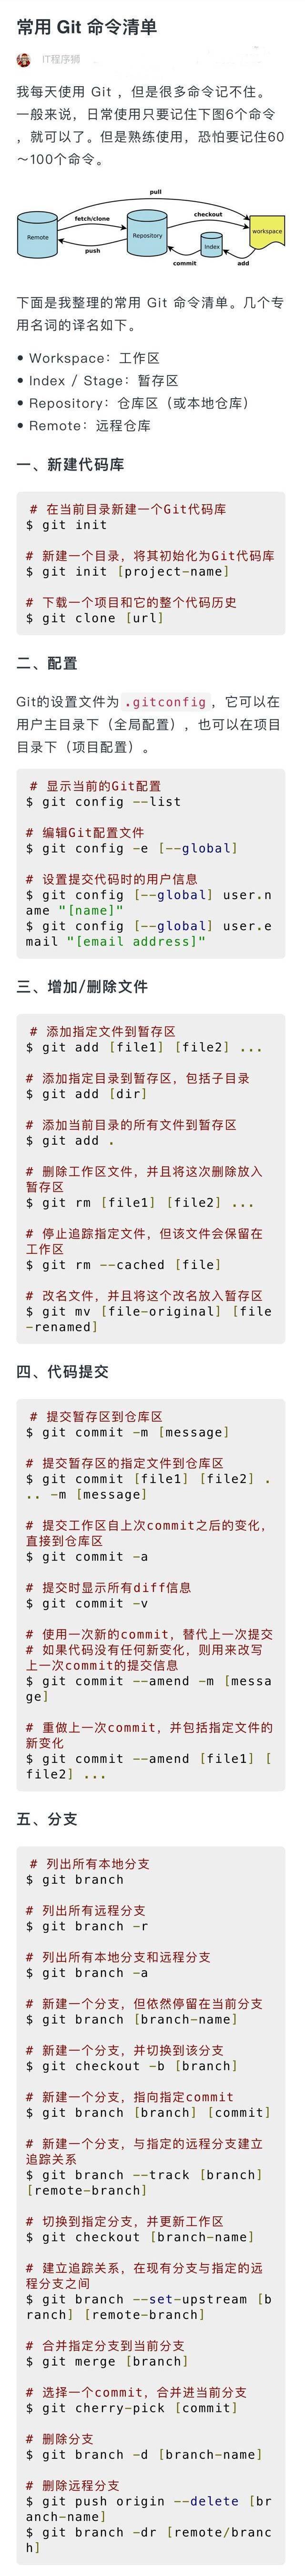 常用 Git 命令清单
IT程序狮
我每天使用 Git ，但是很多命令记不住。
一般来说，日常使用只要记住下图6个命令
，就可以了。但是熟练使用，恐怕要记住60
～100个命令。
pull
fetch/clone
checkout
Remote
Repository
Index
workspace
push
commit
add
下面是我整理的常用 Git 命令清单。几个专
用名词的译名如下。
• Workspace：工作区
• Index / Stage：暂存区
• Repository：仓库区（或本地仓库）
• Remote：远程仓库
一、新建代码库
# 在当前目录新建一个Git代码库
$ git init
# 新建一个目录，将其初始化为Git代码库
$ git init [project-name]
# 下载一个项目和它的整个代码历史
$ git clone [url]
二、配置
Git的设置文件为 .gitconfig ，它可以在
用户主目录下（全局配置），也可以在项目
目录下（项目配置）。
# 显示当前的Git配置
$ git config --list
# 编辑Git配置文件
$ git config -e [--global]
# 设置提交代码时的用户信息
$ git config [--global] user.n
ame "[name]"
$ git config [--global] user.e
mail "[email address]"
三、增加/删除文件
# 添加指定文件到暂存区
$ git add [file1] [file2] ...
# 添加指定目录到暂存区，包括子目录
$ git add [dir]
# 添加当前目录的所有文件到暂存区
$ git add .
# 删除工作区文件，并且将这次删除放入
暂存区
$ git rm [file1] [file2] ...
# 停止追踪指定文件，但该文件会保留在
工作区
$ git rm --cached [file]
# 改名文件，并且将这个改名放入暂存区
$ git mv [file-original] [file
-renamed]
四、代码提交
# 提交暂存区到仓库区
$ git commit -m [message]
# 提交暂存区的指定文件到仓库区
$ git commit [file1] [file2] .
.. -m [message]
# 提交工作区自上次commit之后的变化，
直接到仓库区
$ git commit -a
# 提交时显示所有diff信息
$ git commit -v
# 使用一次新的commit，替代上一次提交
# 如果代码没有任何新变化，则用来改写
上一次commit的提交信息
$ git commit --amend -m [messa
ge]
# 重做上一次commit，并包括指定文件的
新变化
$ git commit --amend [file1] [
file2] ...
五、分支
# 列出所有本地分支
$ git branch
# 列出所有远程分支
$ git branch -r
# 列出所有本地分支和远程分支
$ git branch -a
# 新建一个分支，但依然停留在当前分支
$ git branch [branch-name]
# 新建一个分支，并切换到该分支
$ git checkout -b [branch]
# 新建一个分支，指向指定commit
$ git branch [branch] [commit]
# 新建一个分支，与指定的远程分支建立
追踪关系
$ git branch --track [branch]
[remote-branch]
# 切换到指定分支，并更新工作区
$ git checkout [branch-name]
# 建立追踪关系，在现有分支与指定的远
程分支之间
$ git branch --set-upstream [b
ranch] [remote-branch]
# 合并指定分支到当前分支
$ git merge [branch]
# 选择一个commit，合并进当前分支
$ git cherry-pick [commit]
# 删除分支
$ git branch -d [branch-name]
# 删除远程分支
$ git push origin --delete [br
anch-name]
$ git branch -dr [remote/branc
h]